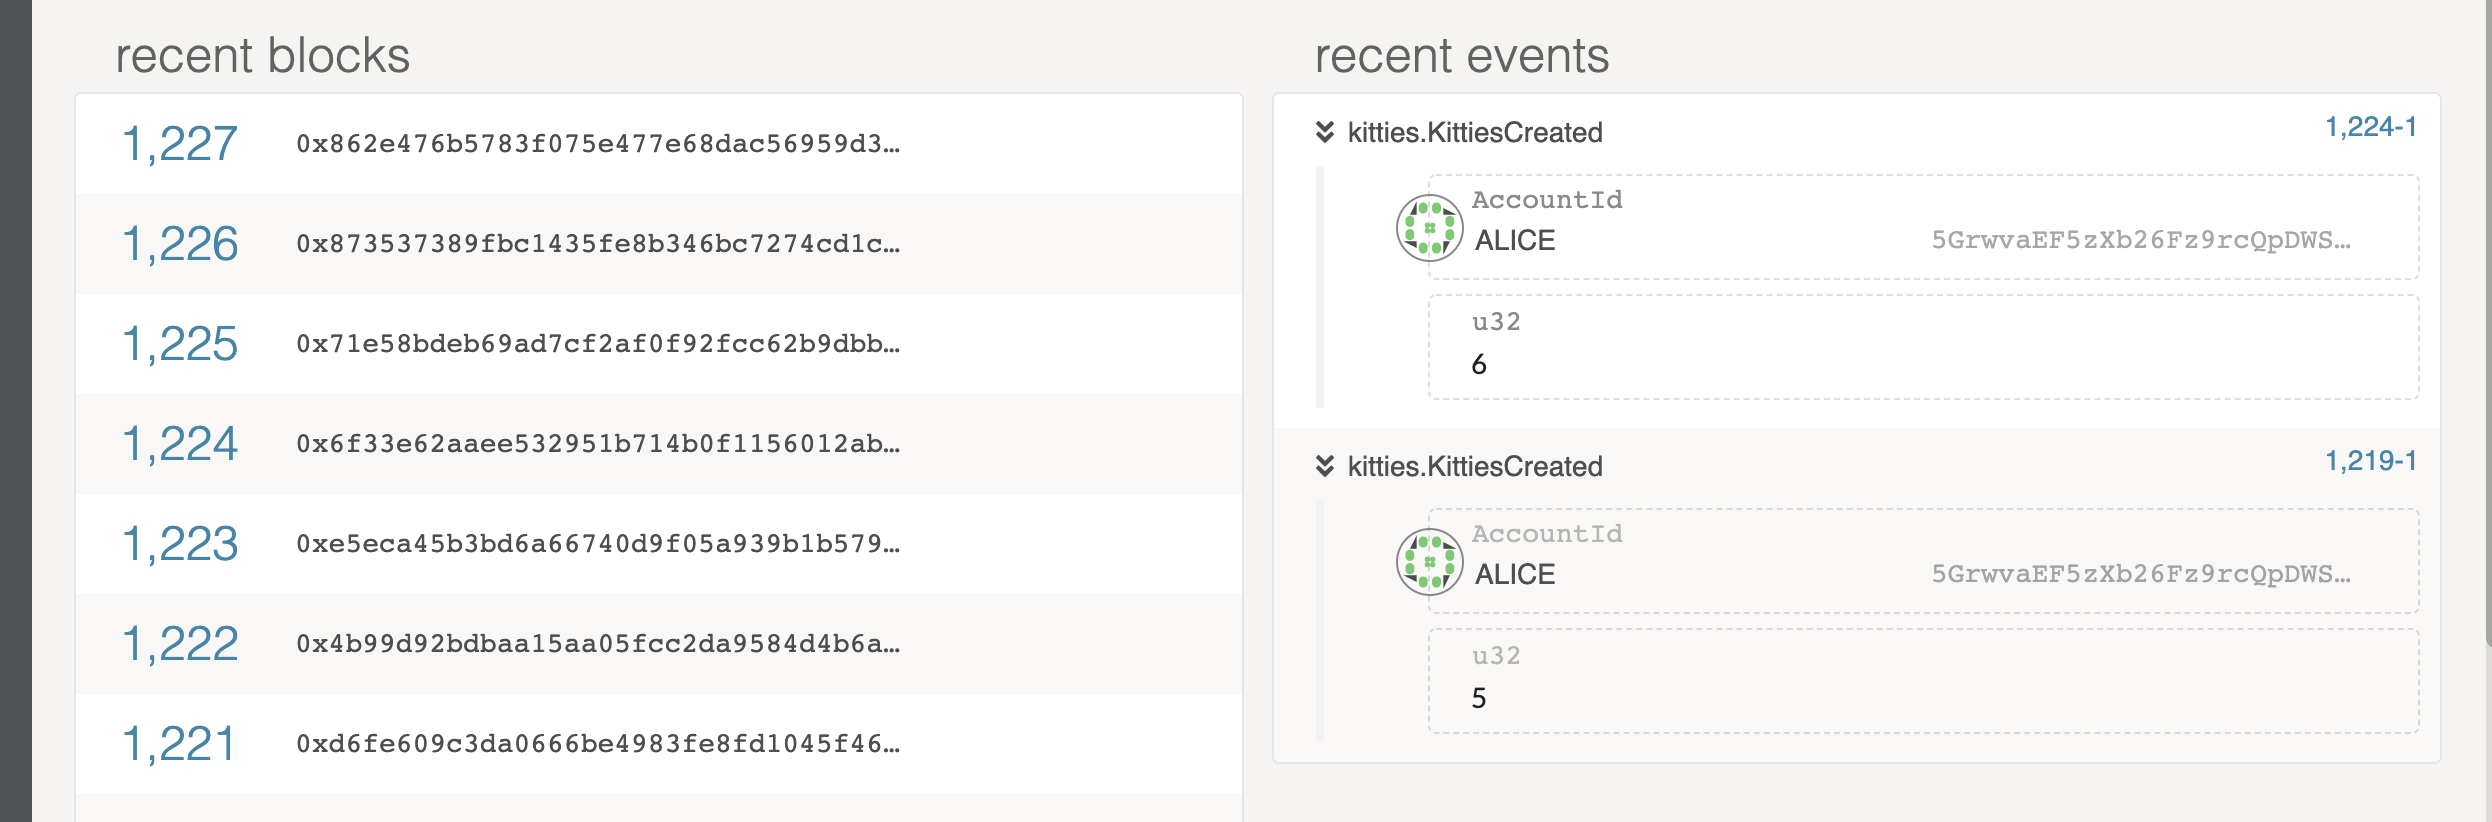 recent blocks
1,227 0x862e476b5783f075e477e68dac56959d3…
1,226 0x873537389fbc1435fe8b346bc7274cd1c…
1,225 0x71e58bdeb69ad7cf2af0f92fcc62b9dbb…
1,224 0x6f33e62aaee532951b714b0f1156012ab…
1,223 0xe5eca45b3bd6a66740d9f05a939b1b579…
1,222 0x4b99d92bdbaa15aa05fcc2da9584d4b6a…
1,221 0xd6fe609c3da0666be4983fe8fd1045f46…
recent events
kitties.KittiesCreated 1,224-1
AccountId
ALICE 5GrwvaEF5zXb26Fz9rcQpDWS…
u32
6
kitties.KittiesCreated 1,219-1
AccountId
ALICE 5GrwvaEF5zXb26Fz9rcQpDWS…
u32
5